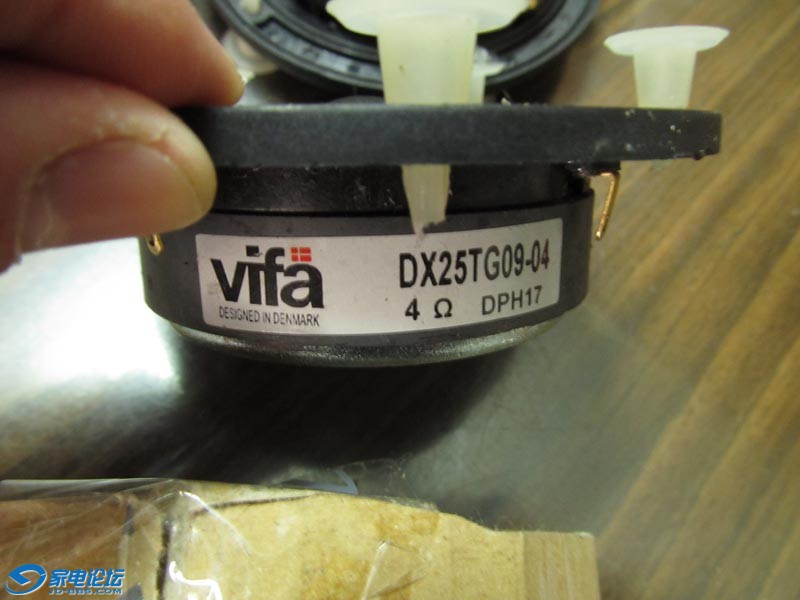 vifa
DESIGNED IN DENMARK
DX25TG09-04
4 Ω DPH17
家电论坛
JD-BBS.COM